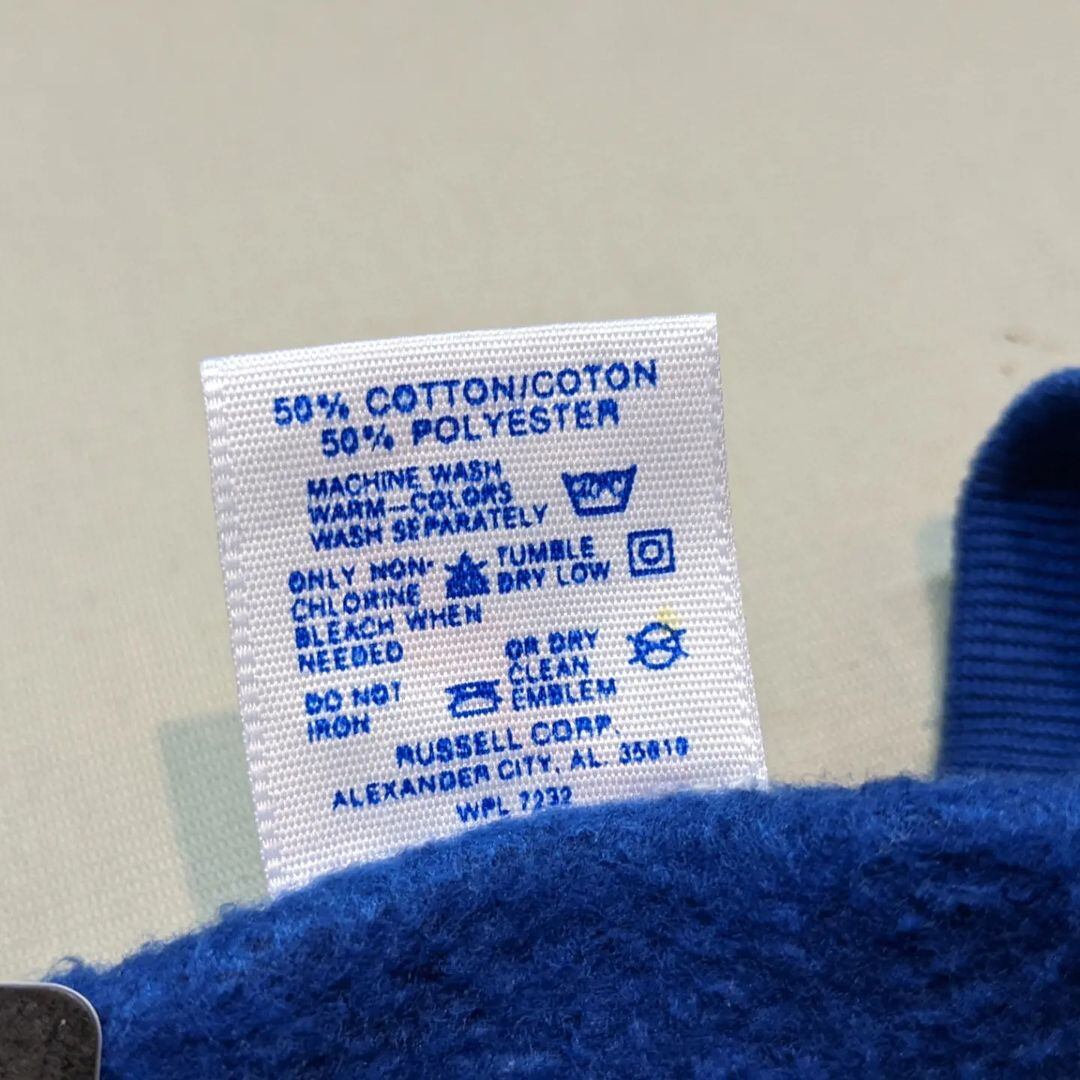 50% COTTON/COTON
50% POLYESTER
MACHINE WASH
WARM—COLORS
WASH SEPARATELY
ONLY NON-
CHLORINE
BLEACH WHEN
NEEDED
TUMBLE
DRY LOW
DO NOT
IRON
OR DRY
CLEAN
EMBLEM
RUSSELL CORP.
ALEXANDER CITY, AL. 35010
WPL 7232